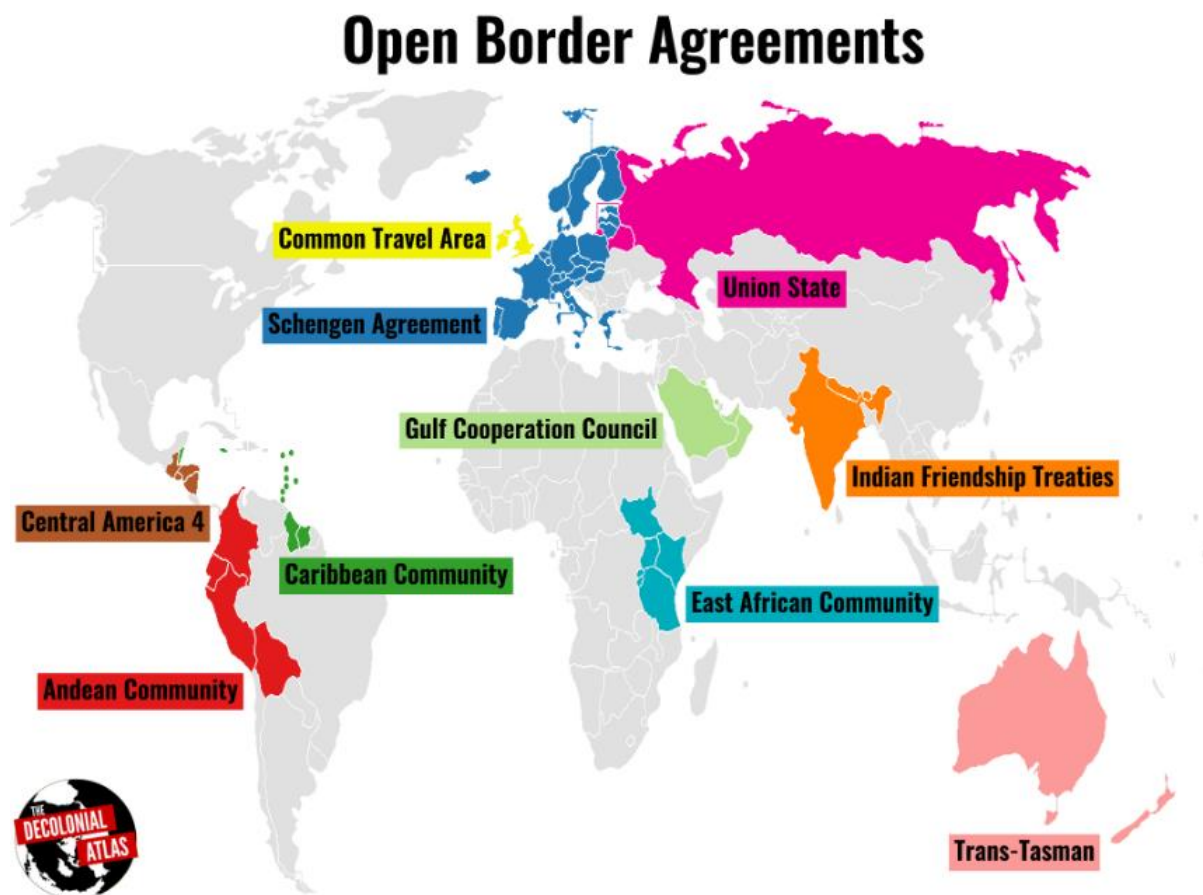 Open Border Agreements
Common Travel Area
Union State
Schengen Agreement
Gulf Cooperation Council
Indian Friendship Treaties
Central America 4
Caribbean Community
East African Community
Andean Community
Trans-Tasman
THE
DECOLONIAL
ATLAS